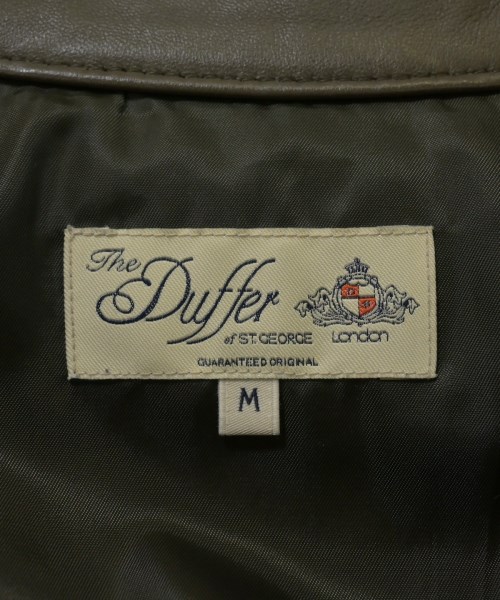 The
Duffer
of ST. GEORGE London
GUARANTEED ORIGINAL
M